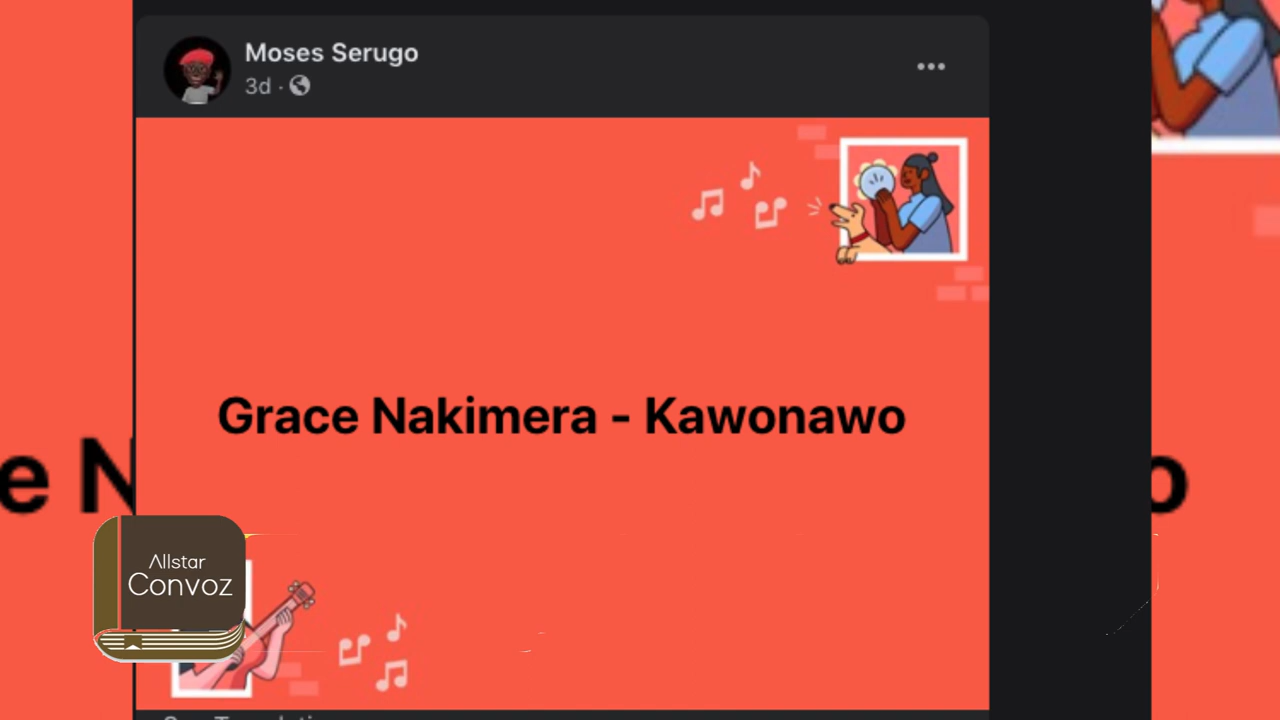 Moses Serugo
3d ·
Grace Nakimera - Kawonawo
Allstar
Convoz